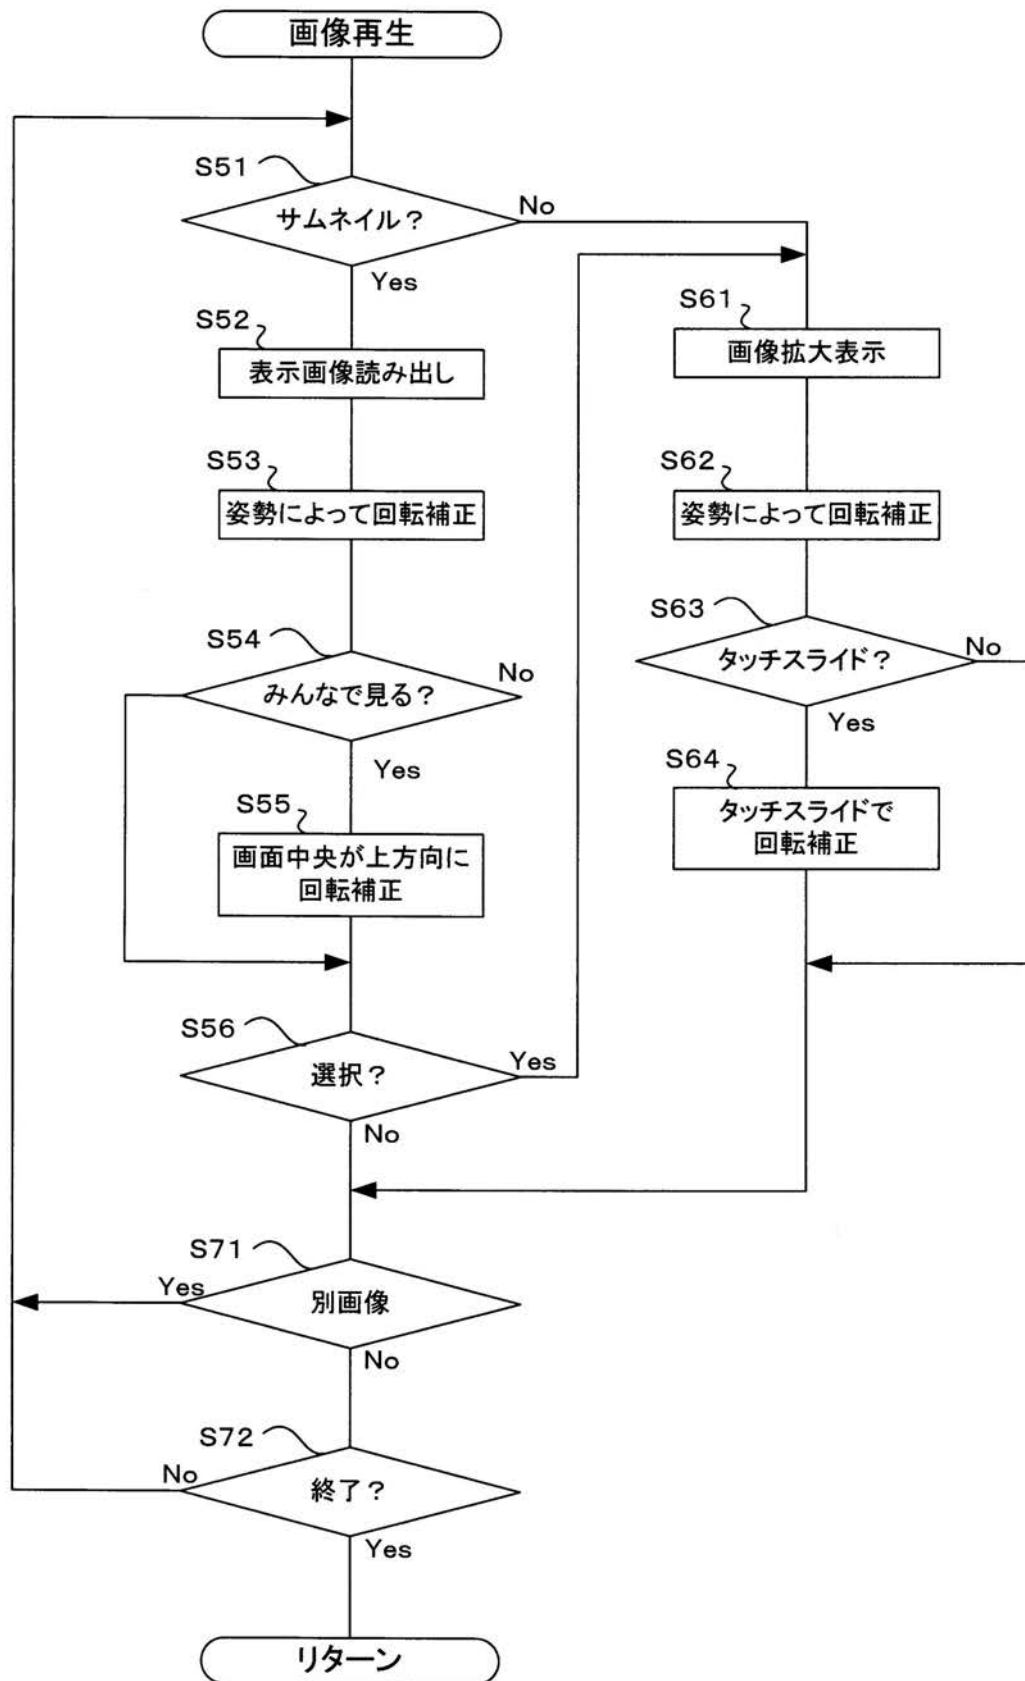 画像再生
S51
サムネイル？
No
Yes
S52
表示画像読み出し
S53
姿勢によって回転補正
S54
みんなで見る？
No
Yes
S55
画面中央が上方向に
回転補正
S56
選択？
Yes
No
S61
画像拡大表示
S62
姿勢によって回転補正
S63
タッチスライド？
No
Yes
S64
タッチスライドで
回転補正
S71
Yes
別画像
No
S72
No
終了？
Yes
リターン